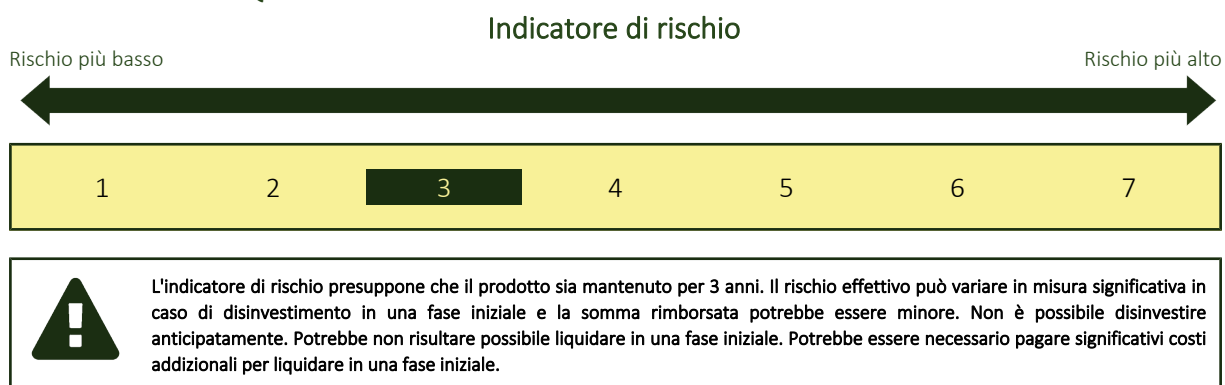 Indicatore di rischio
Rischio più basso
Rischio più alto
1 2 3 4 5 6 7
L'indicatore di rischio presuppone che il prodotto sia mantenuto per 3 anni. Il rischio effettivo può variare in misura significativa in
caso di disinvestimento in una fase iniziale e la somma rimborsata potrebbe essere minore. Non è possibile disinvestire
anticipatamente. Potrebbe non risultare possibile liquidare in una fase iniziale. Potrebbe essere necessario pagare significativi costi
addizionali per liquidare in una fase iniziale.